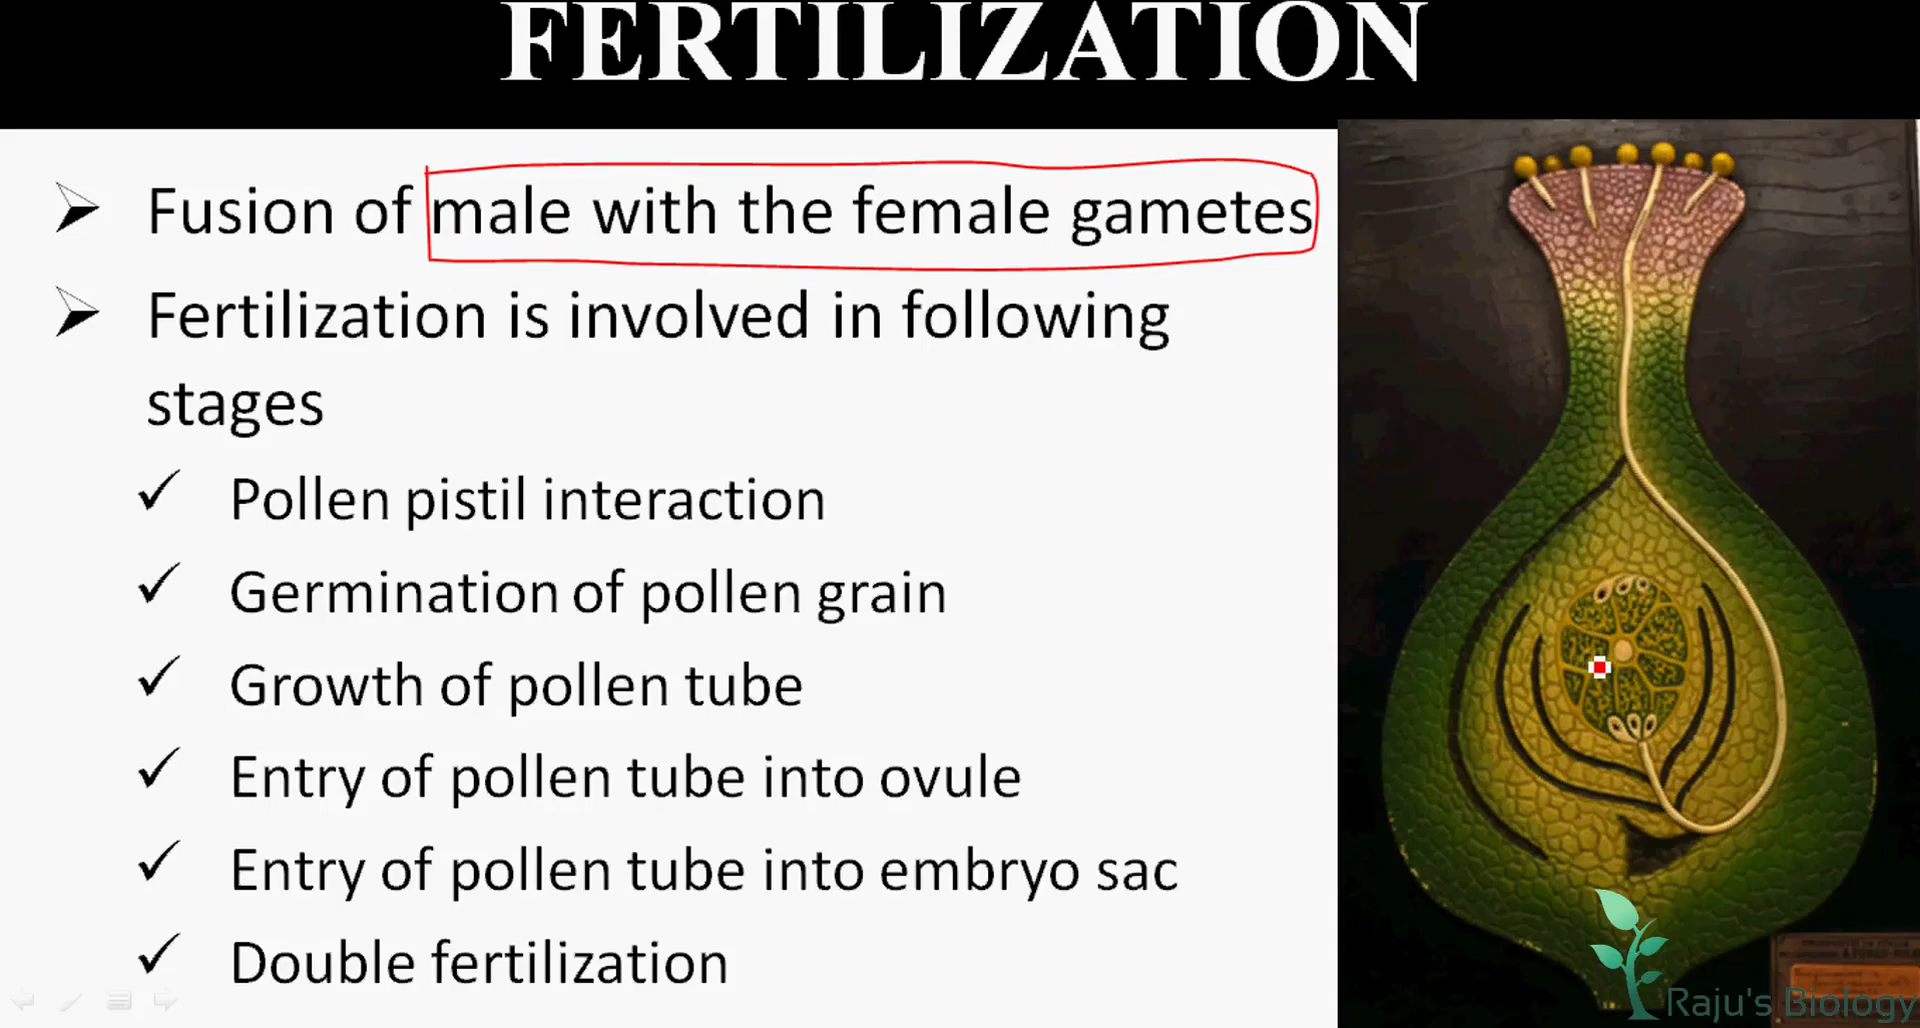 FERTILIZATION
Fusion of male with the female gametes
Fertilization is involved in following
stages
Pollen pistil interaction
Germination of pollen grain
Growth of pollen tube
Entry of pollen tube into ovule
Entry of pollen tube into embryo sac
Double fertilization
Raju's Biology